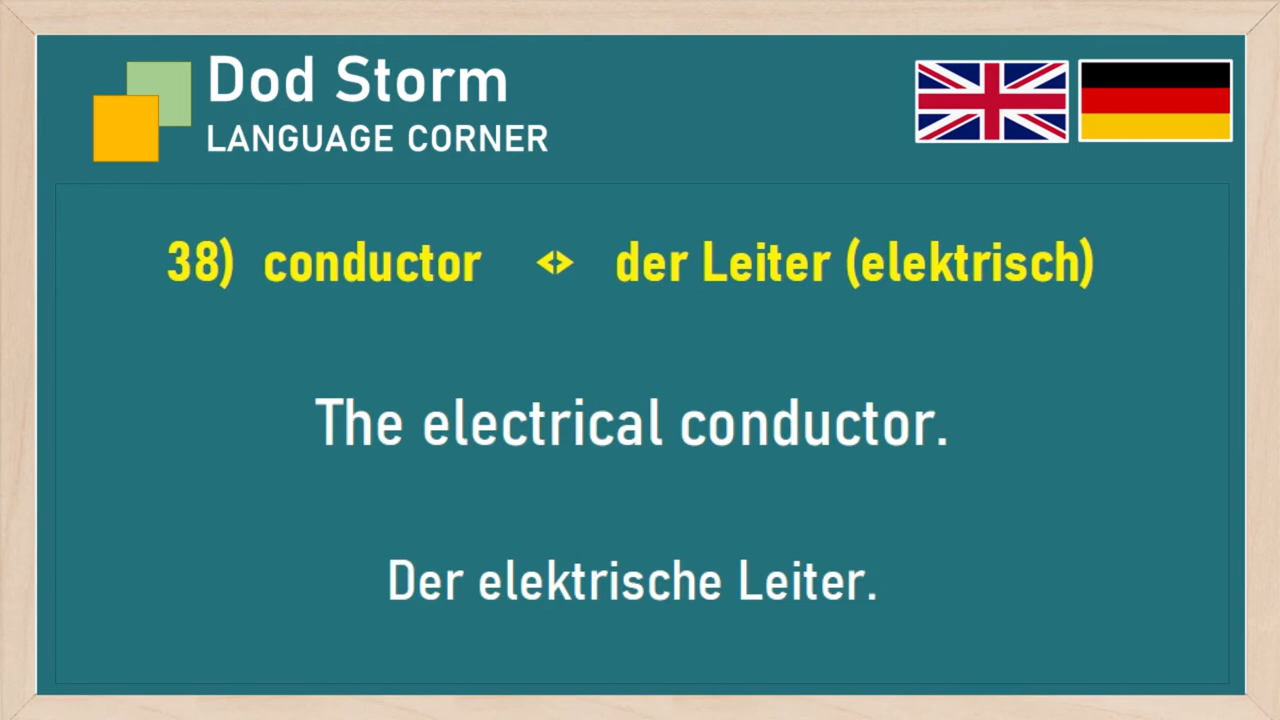 Dod Storm
LANGUAGE CORNER
38) conductor <> der Leiter (elektrisch)
The electrical conductor.
Der elektrische Leiter.